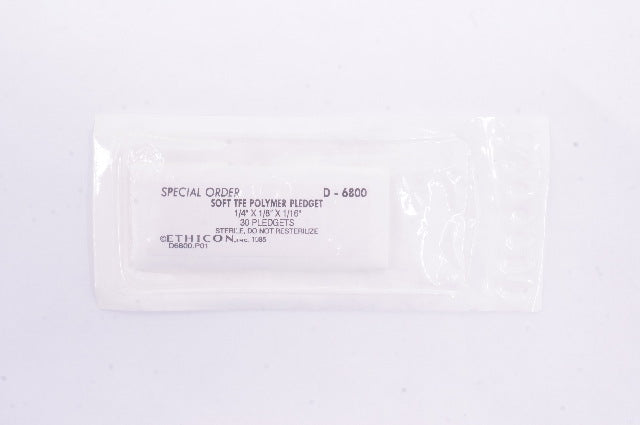 SPECIAL ORDER D - 6800
SOFT TFE POLYMER PLEDGET
1/4" X 1/8" X 1/16"
30 PLEDGETS
STERILE, DO NOT RESTERILIZE
©ETHICON, INC. 1985
D6800.P01